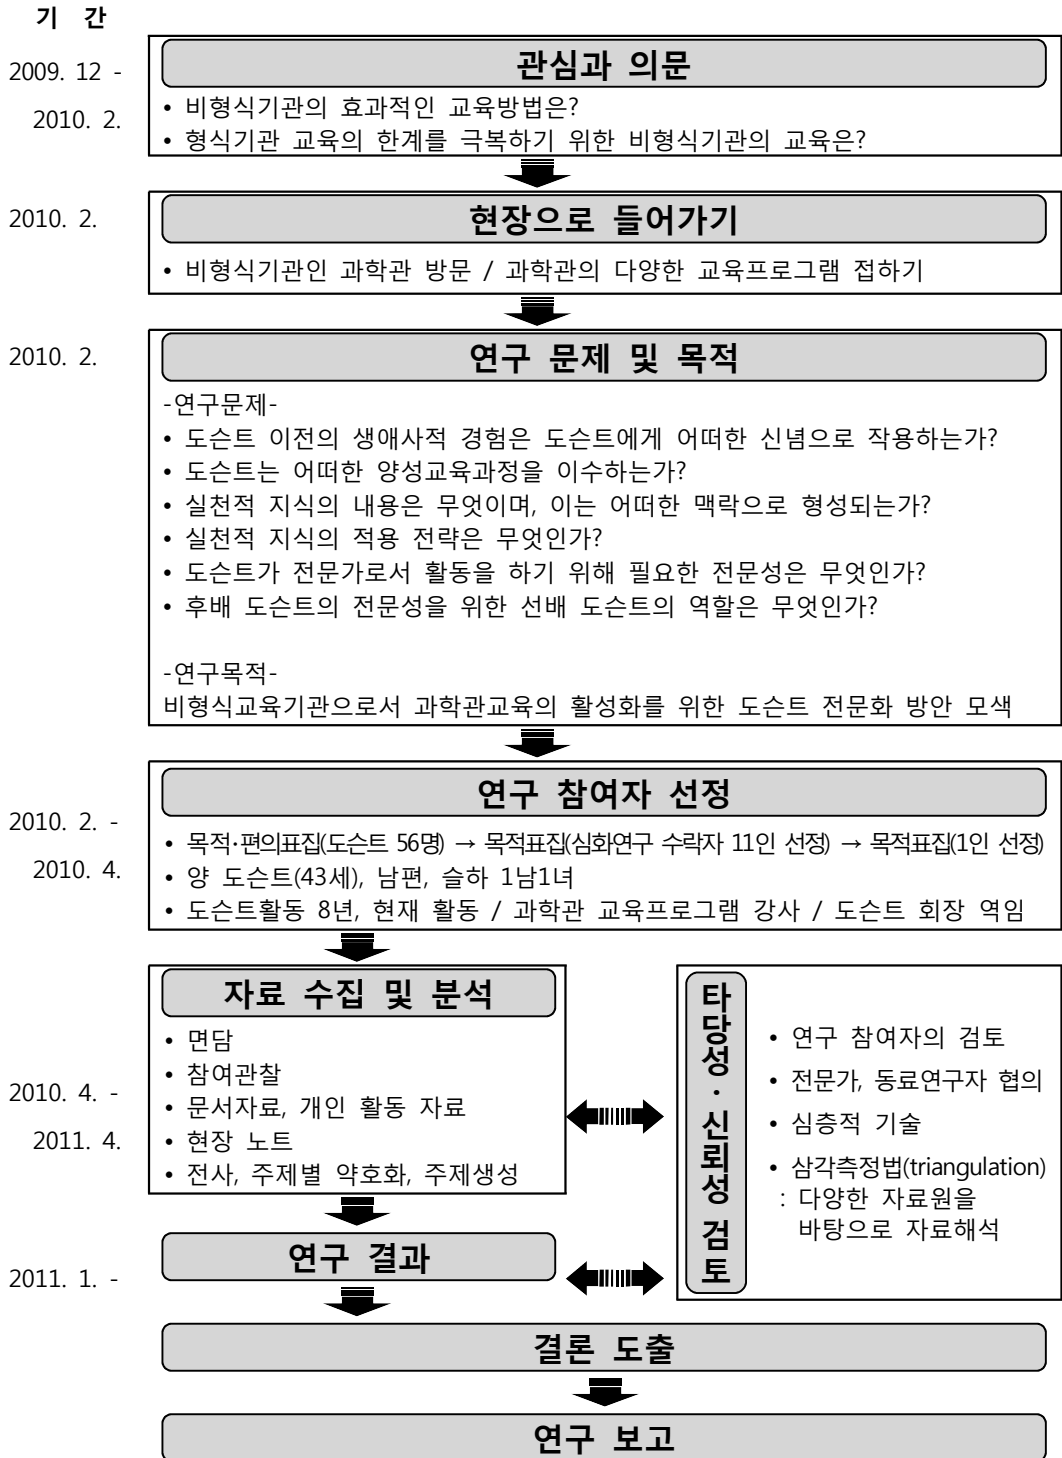 기 간
2009. 12 -
2010. 2.
관심과 의문
• 비형식기관의 효과적인 교육방법은?
• 형식기관 교육의 한계를 극복하기 위한 비형식기관의 교육은?
2010. 2.
현장으로 들어가기
• 비형식기관인 과학관 방문 / 과학관의 다양한 교육프로그램 접하기
2010. 2.
연구 문제 및 목적
-연구문제-
• 도슨트 이전의 생애사적 경험은 도슨트에게 어떠한 신념으로 작용하는가?
• 도슨트는 어떠한 양성교육과정을 이수하는가?
• 실천적 지식의 내용은 무엇이며, 이는 어떠한 맥락으로 형성되는가?
• 실천적 지식의 적용 전략은 무엇인가?
• 도슨트가 전문가로서 활동을 하기 위해 필요한 전문성은 무엇인가?
• 후배 도슨트의 전문성을 위한 선배 도슨트의 역할은 무엇인가?
-연구목적-
비형식교육기관으로서 과학관교육의 활성화를 위한 도슨트 전문화 방안 모색
2010. 2. -
2010. 4.
연구 참여자 선정
• 목적·편의표집(도슨트 56명) → 목적표집(심화연구 수락자 11인 선정) → 목적표집(1인 선정)
• 양 도슨트(43세), 남편, 슬하 1남1녀
• 도슨트활동 8년, 현재 활동 / 과학관 교육프로그램 강사 / 도슨트 회장 역임
2010. 4. -
2011. 4.
자료 수집 및 분석
• 면담
• 참여관찰
• 문서자료, 개인 활동 자료
• 현장 노트
• 전사, 주제별 약호화, 주제생성
타당성·신뢰성 검토
• 연구 참여자의 검토
• 전문가, 동료연구자 협의
• 심층적 기술
• 삼각측정법(triangulation)
: 다양한 자료원을
바탕으로 자료해석
2011. 1. -
연구 결과
결론 도출
연구 보고